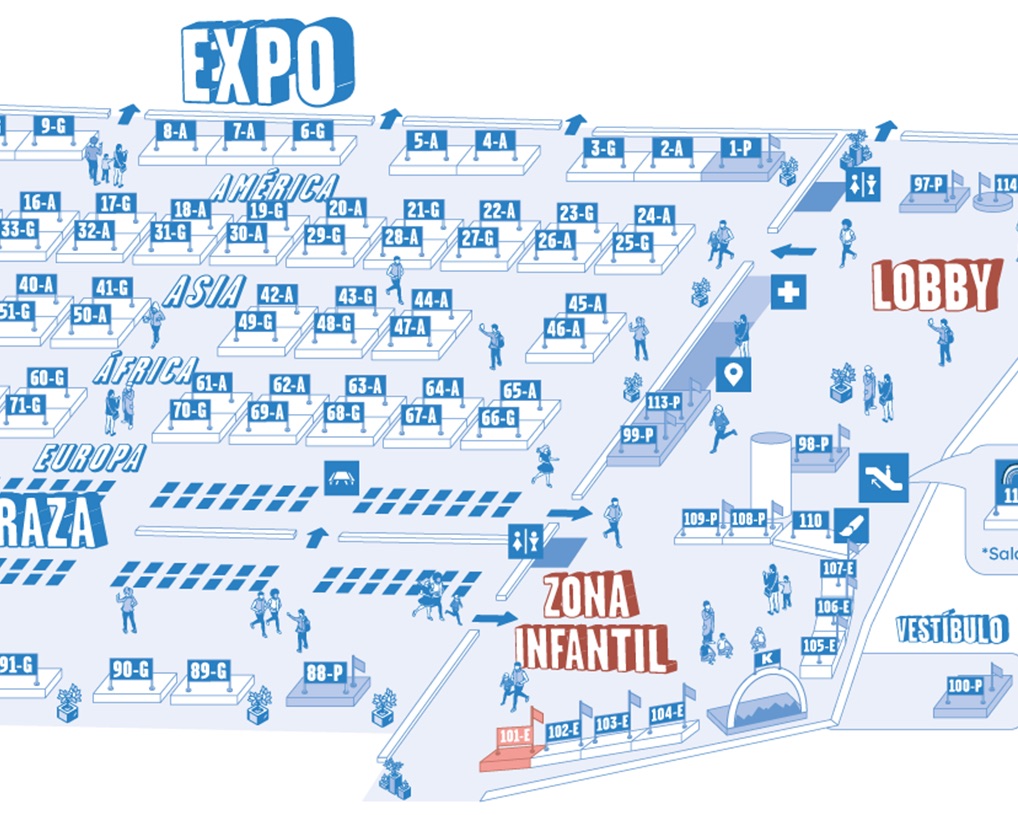 EXPO
9-G
8-A
7-A
6-G
5-A
4-A
3-G
2-A
1-P
97-P
114
AMÉRICA
16-A
17-G
18-A
19-G
20-A
21-G
22-A
23-G
24-A
33-G
32-A
31-G
30-A
29-G
28-A
27-G
26-A
25-G
LOBBY
ASIA
40-A
41-G
42-A
43-G
44-A
45-A
51-G
50-A
49-G
48-G
47-A
46-A
ÁFRICA
60-G
61-A
62-A
63-A
64-A
65-A
71-G
70-G
69-A
68-G
67-A
66-G
113-P
99-P
98-P
EUROPA
RAZA
109-P
108-P
110
11
*Sala
107-E
106-E
105-E
ZONA
INFANTIL
VESTÍBULO
91-G
90-G
89-G
88-P
K
100-P
101-E
102-E
103-E
104-E